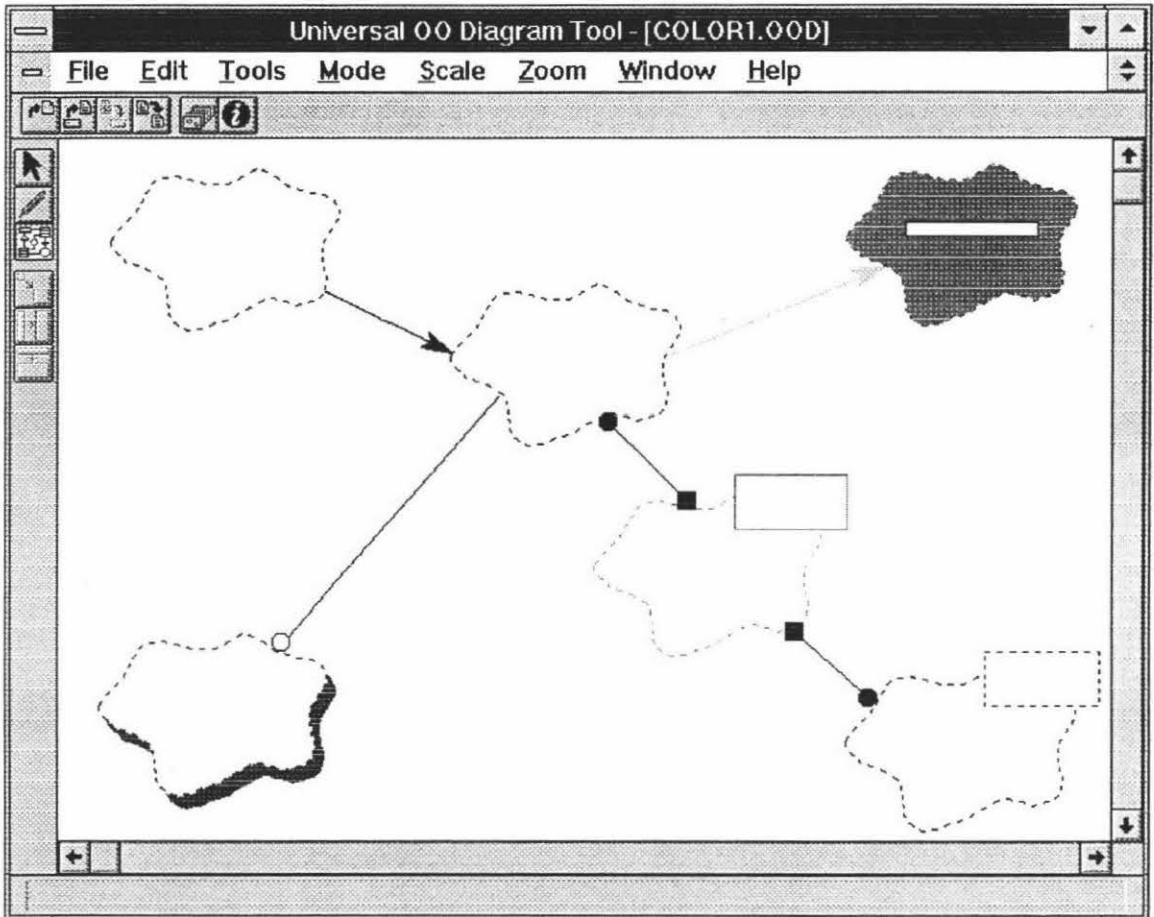 Universal OO Diagram Tool - [COLOR1.OOD]
File Edit Tools Mode Scale Zoom Window Help